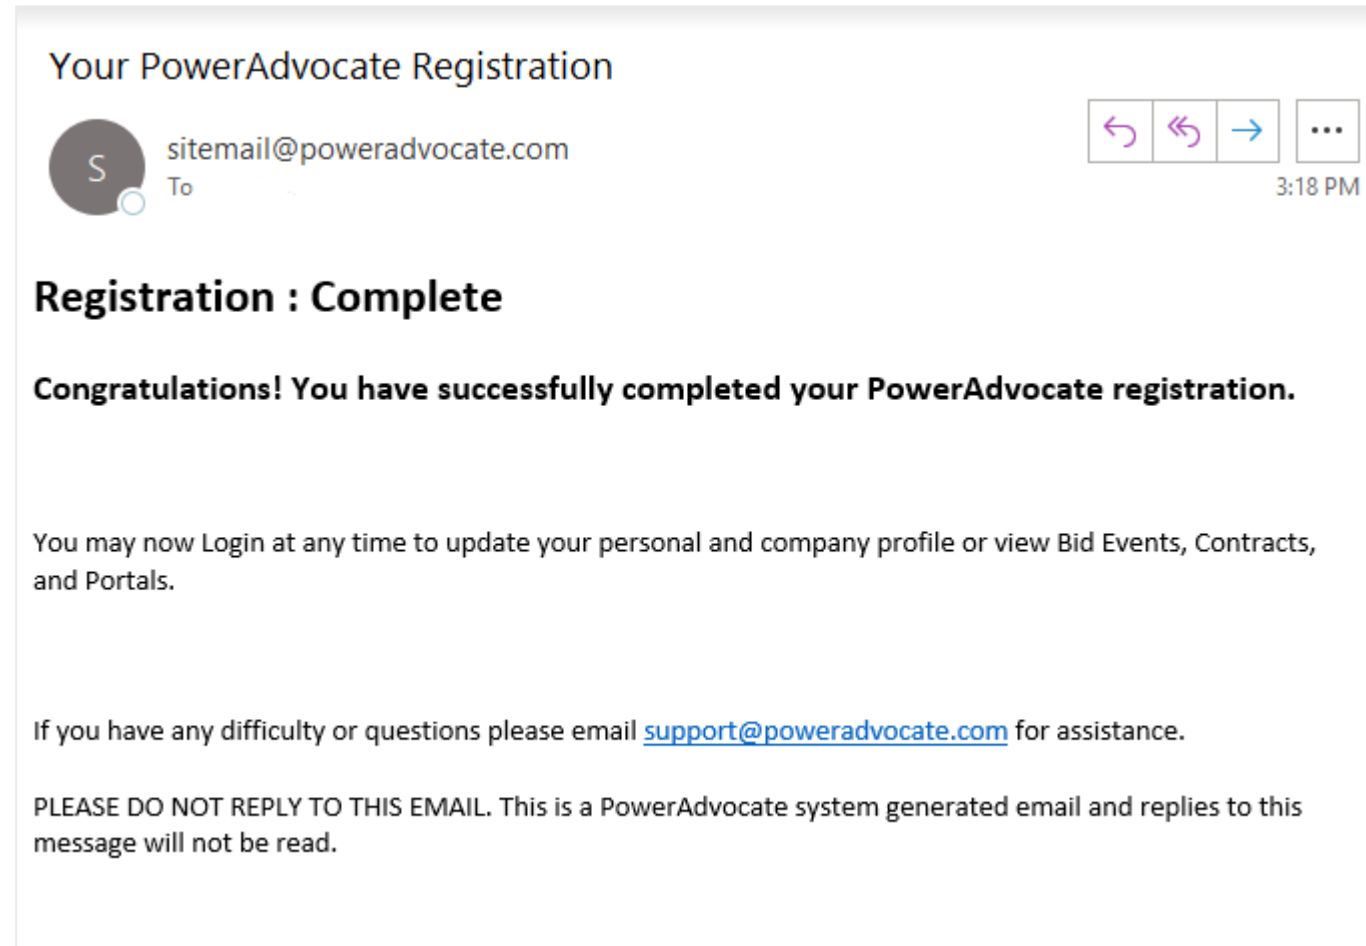 Your PowerAdvocate Registration
S
sitemail@poweradvocate.com
To
3:18 PM
Registration : Complete
Congratulations! You have successfully completed your PowerAdvocate registration.
You may now Login at any time to update your personal and company profile or view Bid Events, Contracts,
and Portals.
If you have any difficulty or questions please email support@poweradvocate.com for assistance.
PLEASE DO NOT REPLY TO THIS EMAIL. This is a PowerAdvocate system generated email and replies to this
message will not be read.